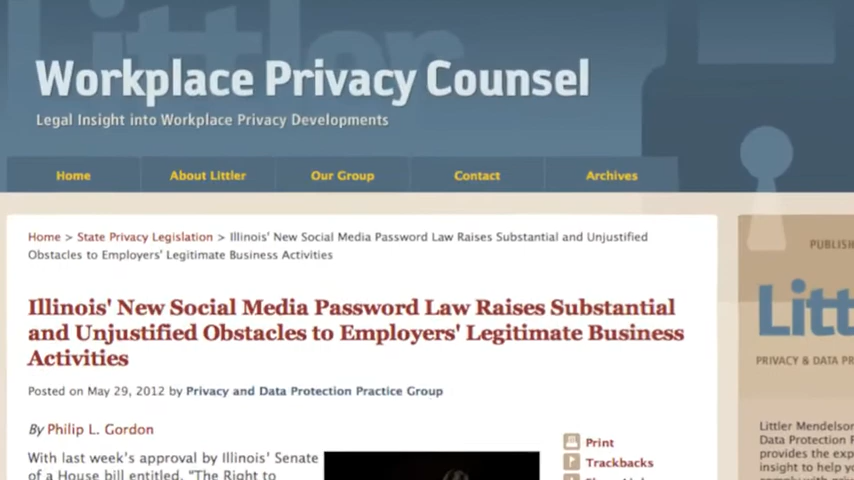 Littler
Workplace Privacy Counsel
Legal Insight into Workplace Privacy Developments
Home About Littler Our Group Contact Archives
Home > State Privacy Legislation > Illinois' New Social Media Password Law Raises Substantial and Unjustified
Obstacles to Employers' Legitimate Business Activities
Illinois' New Social Media Password Law Raises Substantial
and Unjustified Obstacles to Employers' Legitimate Business
Activities
Posted on May 29, 2012 by Privacy and Data Protection Practice Group
By Philip L. Gordon
With last week's approval by Illinois' Senate
of a House bill entitled, "The Right to
Print
Trackbacks
PUBLISH
Litt
PRIVACY & DATA PR
Littler Mendelson
Data Protection P
provides the exp
insight to help y